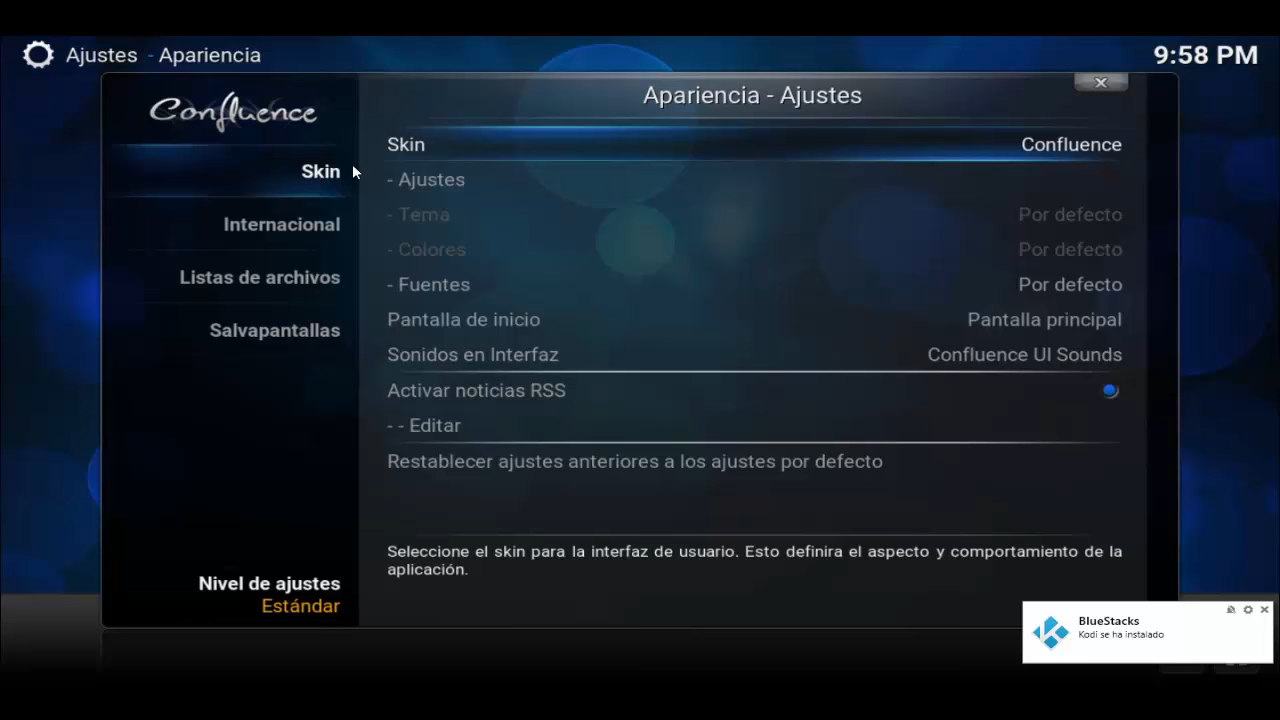 Ajustes - Apariencia
9:58 PM
Confluence
Apariencia - Ajustes
Skin
Internacional
Listas de archivos
Salvapantallas
Nivel de ajustes
Estándar
Skin Confluence
- Ajustes
- Tema Por defecto
- Colores Por defecto
- Fuentes Por defecto
Pantalla de inicio Pantalla principal
Sonidos en Interfaz Confluence UI Sounds
Activar noticias RSS
- - Editar
Restablecer ajustes anteriores a los ajustes por defecto
Seleccione el skin para la interfaz de usuario. Esto definira el aspecto y comportamiento de la
aplicación.
BlueStacks
Kodi se ha instalado